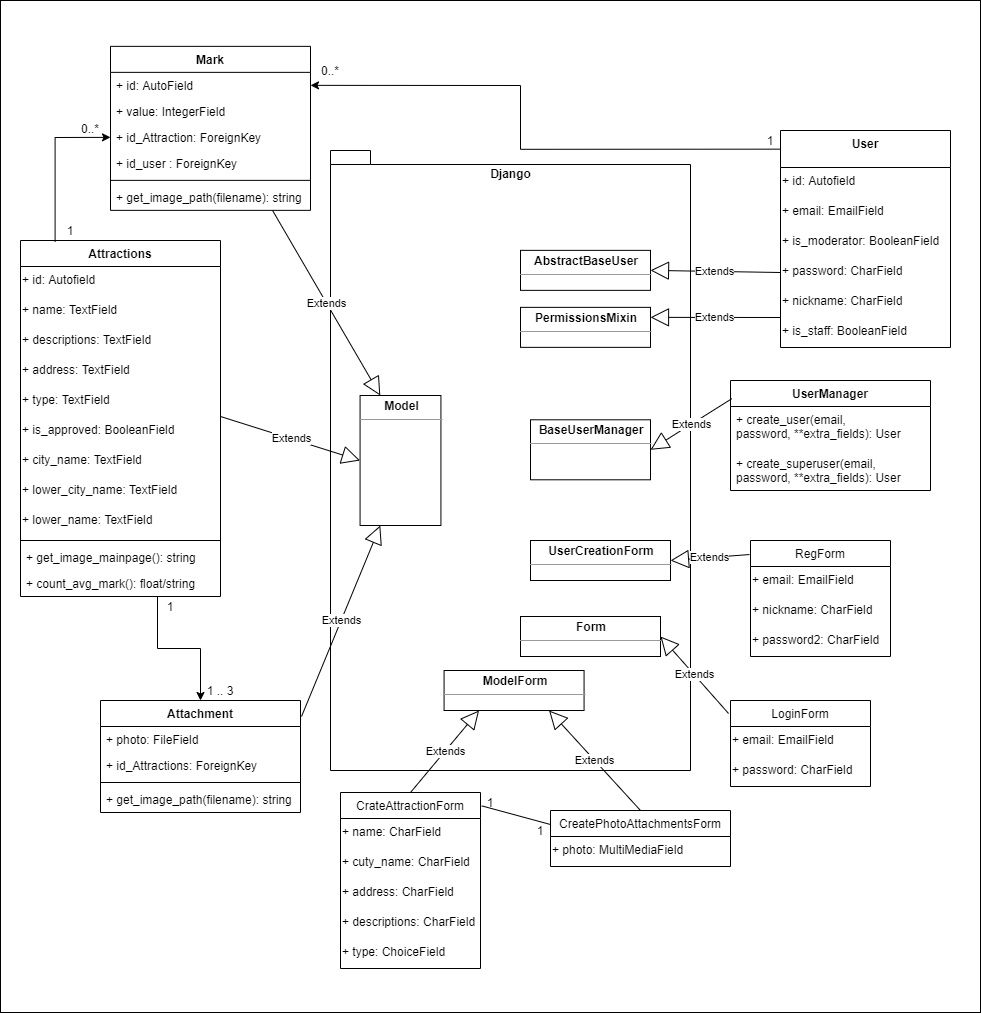 Mark
+ id: AutoField
+ value: IntegerField
+ id_Attraction: ForeignKey
+ id_user : ForeignKey
+ get_image_path(filename): string
0..*
0..*
1
1
User
+ id: Autofield
+ email: EmailField
+ is_moderator: BooleanField
+ password: CharField
+ nickname: CharField
+ is_staff: BooleanField
Django
Attractions
+ id: Autofield
+ name: TextField
+ descriptions: TextField
+ address: TextField
+ type: TextField
+ is_approved: BooleanField
+ city_name: TextField
+ lower_city_name: TextField
+ lower_name: TextField
+ get_image_mainpage(): string
+ count_avg_mark(): float/string
AbstractBaseUser
Extends
PermissionsMixin
Extends
Extends
Model
Extends
Extends
BaseUserManager
Extends
UserManager
+ create_user(email,
password, **extra_fields): User
+ create_superuser(email,
password, **extra_fields): User
UserCreationForm
Extends
RegForm
+ email: EmailField
+ nickname: CharField
+ password2: CharField
Form
Extends
LoginForm
+ email: EmailField
+ password: CharField
ModelForm
Extends
Extends
1
1 .. 3
Attachment
+ photo: FileField
+ id_Attractions: ForeignKey
+ get_image_path(filename): string
CrateAttractionForm
+ name: CharField
+ cuty_name: CharField
+ address: CharField
+ descriptions: CharField
+ type: ChoiceField
1
1
CreatePhotoAttachmentsForm
+ photo: MultiMediaField